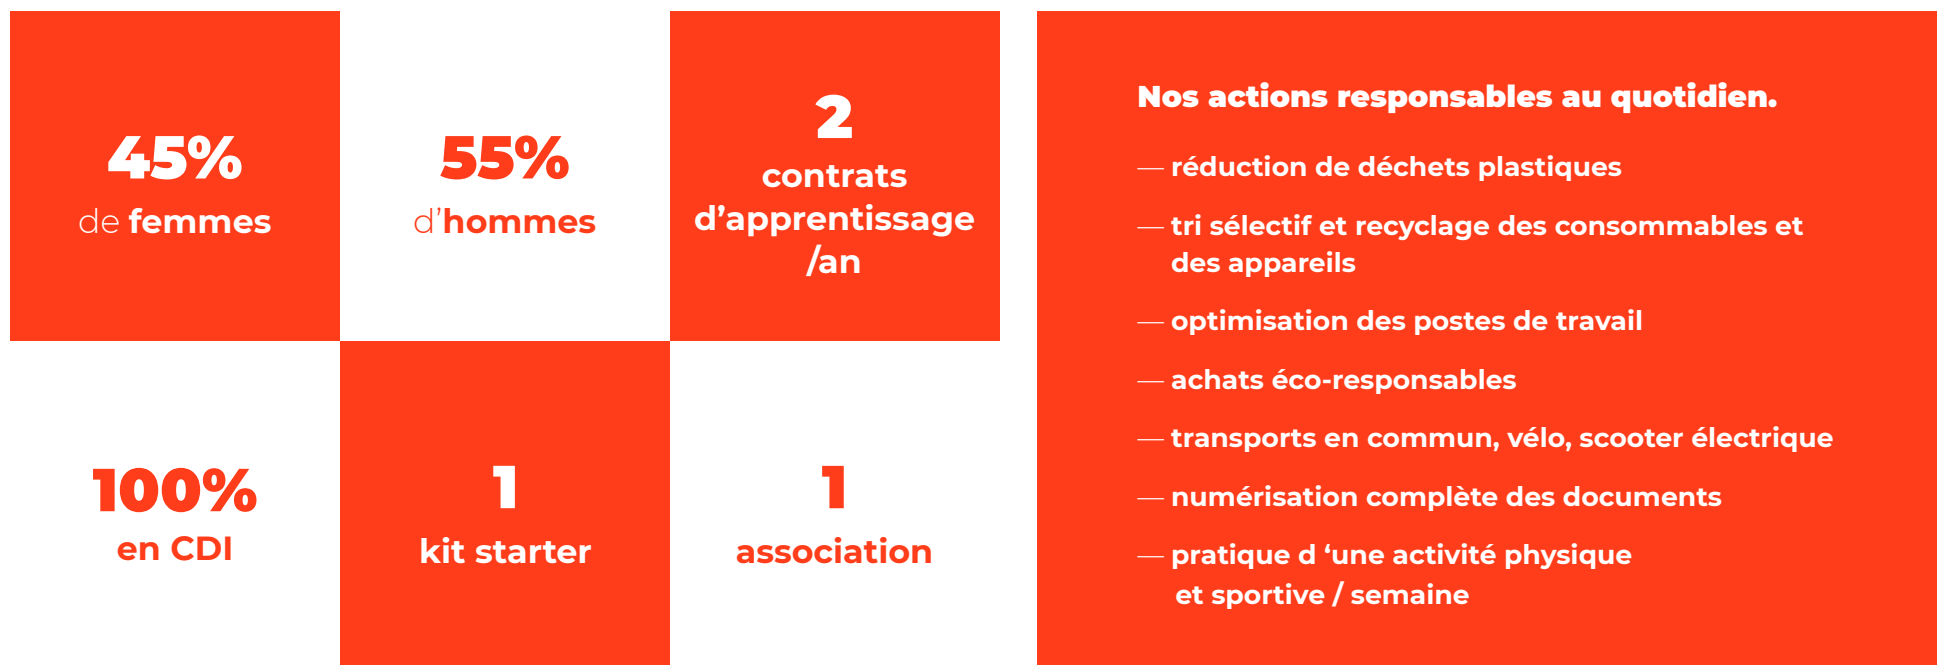 45%
de femmes
55%
d’hommes
2
contrats
d’apprentissage
/an
100%
en CDI
1
kit starter
1
association
Nos actions responsables au quotidien.
— réduction de déchets plastiques
— tri sélectif et recyclage des consommables et
des appareils
— optimisation des postes de travail
— achats éco-responsables
— transports en commun, vélo, scooter électrique
— numérisation complète des documents
— pratique d ‘une activité physique
et sportive / semaine